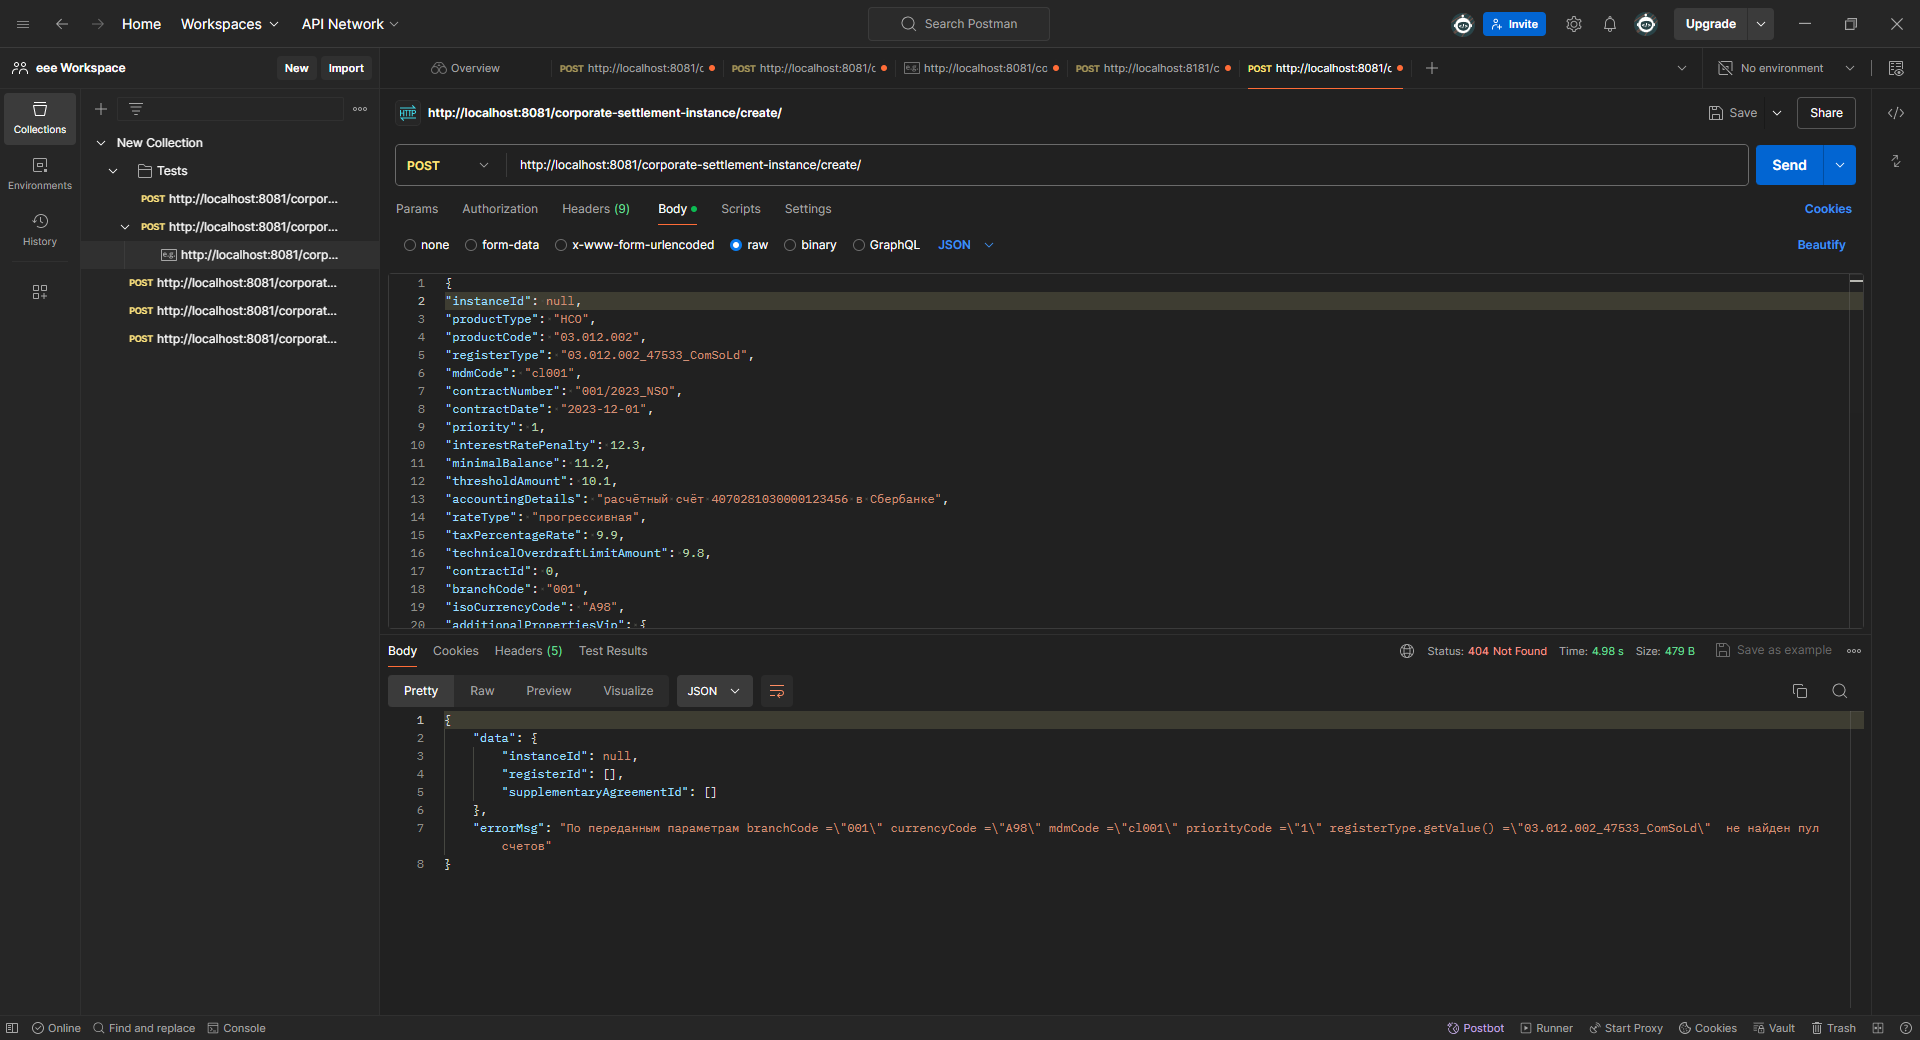 Home Workspaces API Network Search Postman Invite Upgrade
eee Workspace New Import Overview POST http://localhost:8081/c POST http://localhost:8081/c e.g. http://localhost:8081/cc POST http://localhost:8181/c POST http://localhost:8081/c No environment
Collections
Environments
History
New Collection
Tests
POST http://localhost:8081/corpor...
POST http://localhost:8081/corpor...
e.g. http://localhost:8081/corp...
POST http://localhost:8081/corporat...
POST http://localhost:8081/corporat...
POST http://localhost:8081/corporat...
HTTP http://localhost:8081/corporate-settlement-instance/create/ Save Share
POST http://localhost:8081/corporate-settlement-instance/create/ Send
Params Authorization Headers (9) Body Scripts Settings Cookies
none form-data x-www-form-urlencoded raw binary GraphQL JSON Beautify
1 {
2 "instanceId": null,
3 "productType": "НСО",
4 "productCode": "03.012.002",
5 "registerType": "03.012.002_47533_ComSoLd",
6 "mdmCode": "cl001",
7 "contractNumber": "001/2023_NSO",
8 "contractDate": "2023-12-01",
9 "priority": 1,
10 "interestRatePenalty": 12.3,
11 "minimalBalance": 11.2,
12 "thresholdAmount": 10.1,
13 "accountingDetails": "расчётный счёт 4070281030000123456 в Сбербанке",
14 "rateType": "прогрессивная",
15 "taxPercentageRate": 9.9,
16 "technicalOverdraftLimitAmount": 9.8,
17 "contractId": 0,
18 "branchCode": "001",
19 "isoCurrencyCode": "A98",
20 "additionalPropertiesVip": {
Body Cookies Headers (5) Test Results Status: 404 Not Found Time: 4.98 s Size: 479 B Save as example
Pretty Raw Preview Visualize JSON
1 {
2 "data": {
3 "instanceId": null,
4 "registerId": [],
5 "supplementaryAgreementId": []
6 },
7 "errorMsg": "По переданным параметрам branchCode =\"001\" currencyCode =\"A98\" mdmCode =\"cl001\" priorityCode =\"1\" registerType.getValue() =\"03.012.002_47533_ComSoLd\"  не найден пул
счетов"
8 }
Online Find and replace Console Postbot Runner Start Proxy Cookies Vault Trash